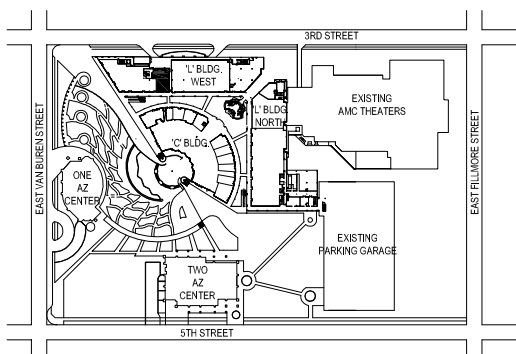 3RD STREET
'L' BLDG.
WEST
EXISTING
AMC THEATERS
'L' BLDG.
NORTH
'C' BLDG.
EAST VAN BUREN STREET
EAST FILLMORE STREET
ONE
AZ
CENTER
EXISTING
PARKING GARAGE
TWO
AZ
CENTER
5TH STREET